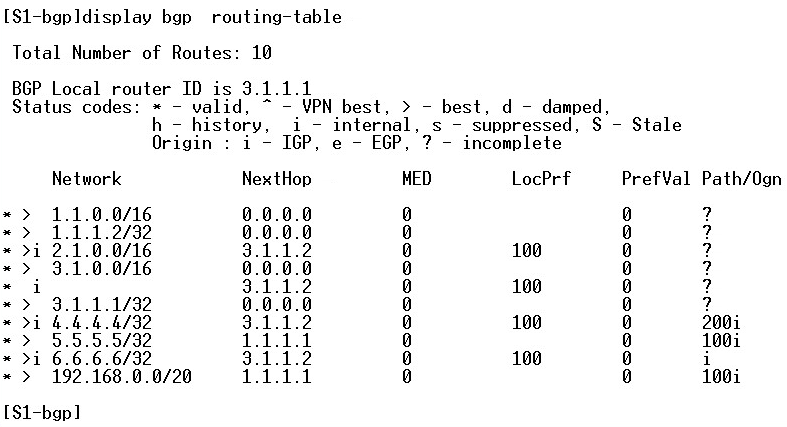 [S1-bgp]display bgp  routing-table

 Total Number of Routes: 10

 BGP Local router ID is 3.1.1.1
 Status codes: * - valid, ^ - VPN best, > - best, d - damped,
               h - history,  i - internal, s - suppressed, S - Stale
               Origin : i - IGP, e - EGP, ? - incomplete

     Network            NextHop         MED        LocPrf     PrefVal Path/Ogn

* >  1.1.0.0/16         0.0.0.0         0                     0      ?
* >  1.1.1.2/32         0.0.0.0         0                     0      ?
* >i 2.1.0.0/16         3.1.1.2         0          100        0      ?
* >  3.1.0.0/16         0.0.0.0         0                     0      ?
*  i                    3.1.1.2         0          100        0      ?
* >  3.1.1.1/32         0.0.0.0         0                     0      ?
* >i 4.4.4.4/32         3.1.1.2         0          100        0      200i
* >  5.5.5.5/32         1.1.1.1         0                     0      100i
* >i 6.6.6.6/32         3.1.1.2         0          100        0      i
* >  192.168.0.0/20     1.1.1.1         0                     0      100i

[S1-bgp]